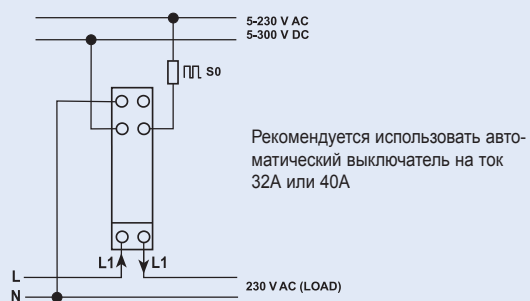 5-230 V AC
5-300 V DC
S0
Рекомендуется использовать авто-
матический выключатель на ток
32А или 40А
L1 L1
L
N
230 V AC (LOAD)